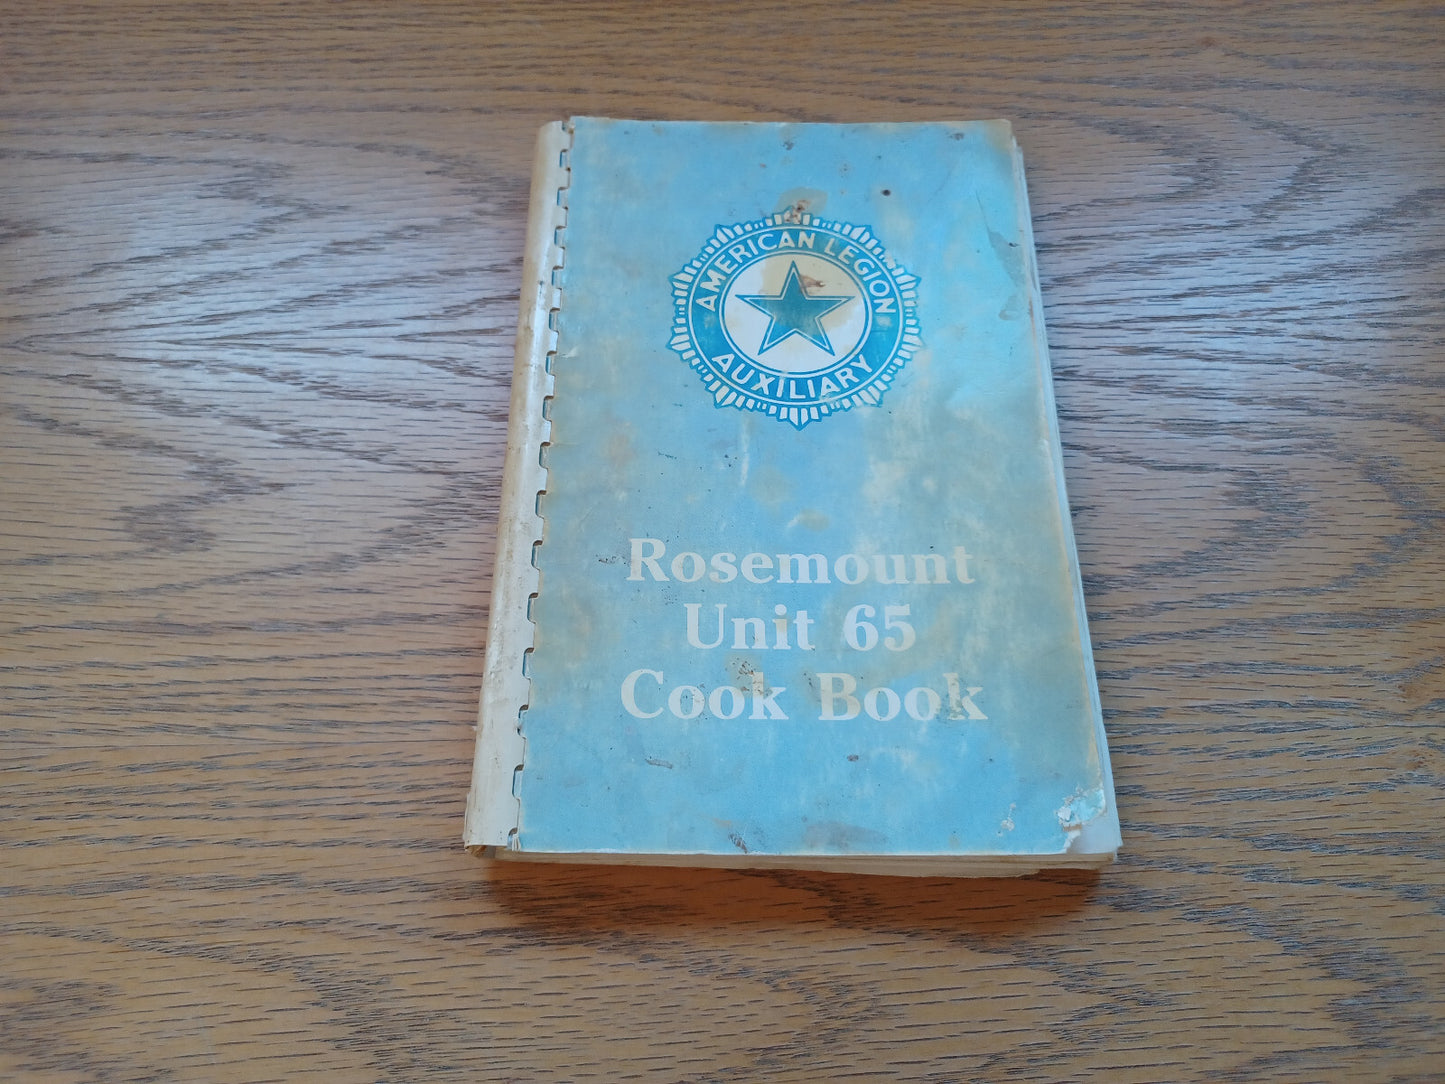 AMERICAN LEGION
AUXILIARY
Rosemount
Unit 65
Cook Book